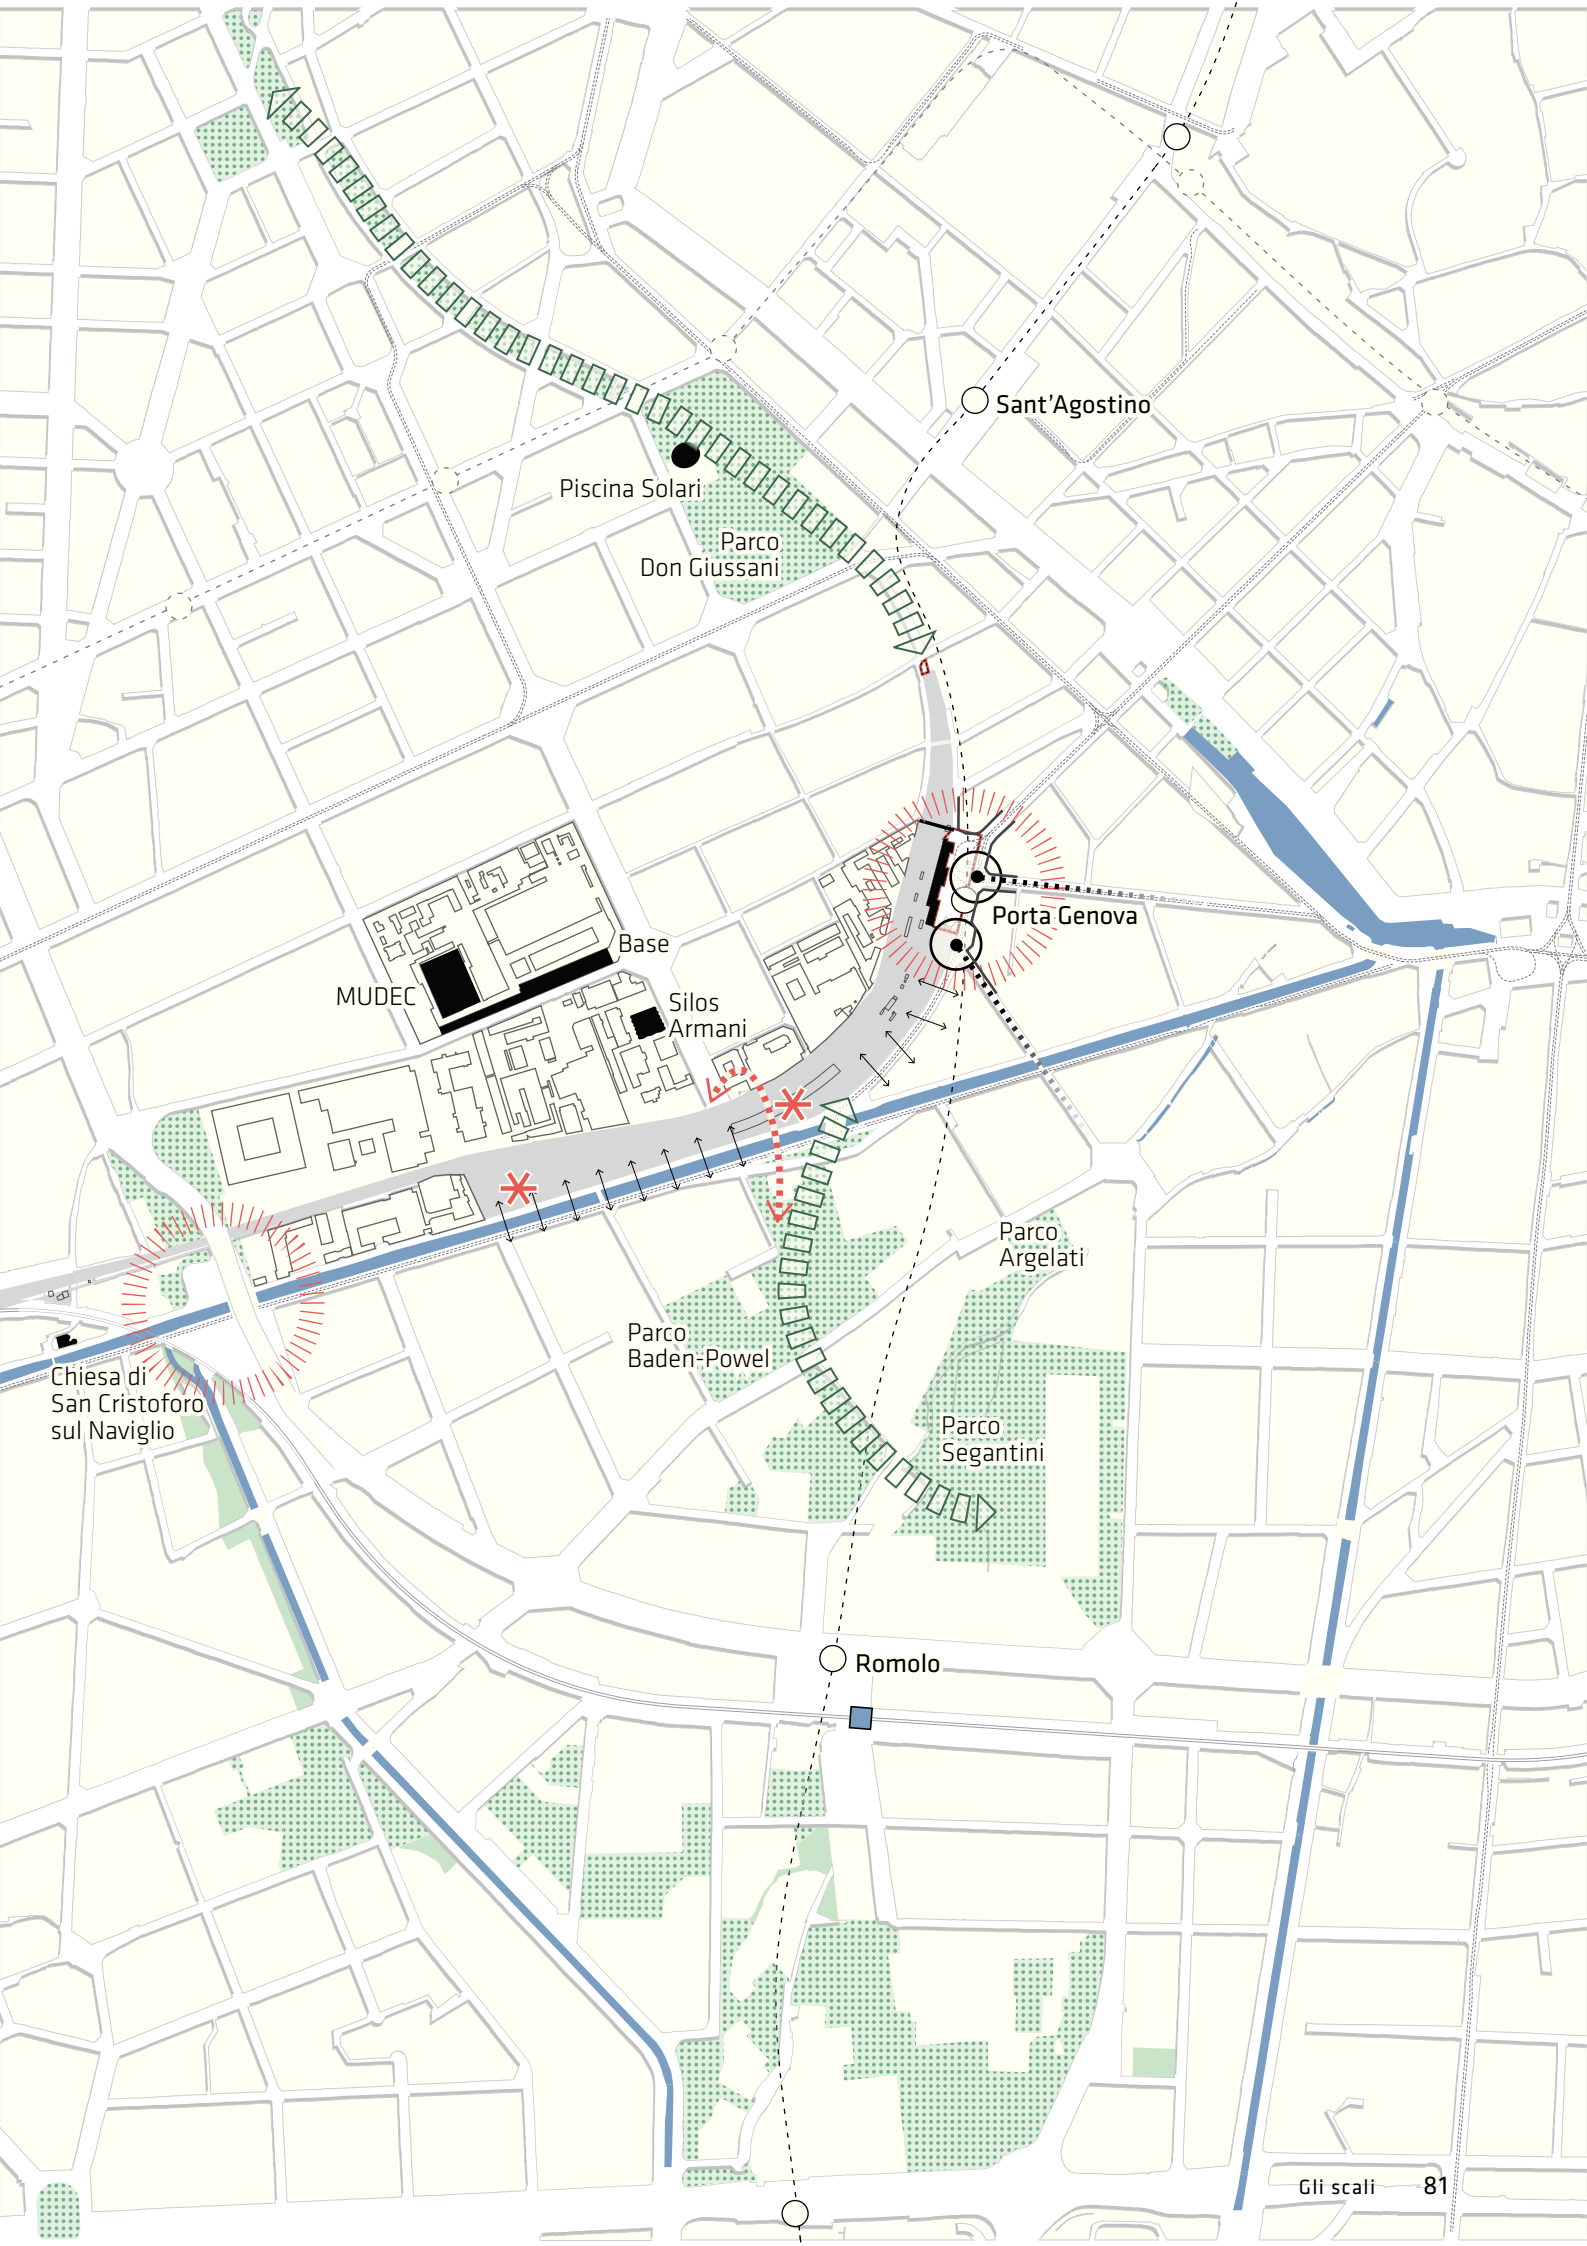 Sant'Agostino
Piscina Solari
Parco
Don Giussani
Porta Genova
Base
MUDEC
Silos
Armani
Parco
Argelati
Parco
Baden-Powel
Chiesa di
San Cristoforo
sul Naviglio
Parco
Segantini
Romolo
Gli scali 81